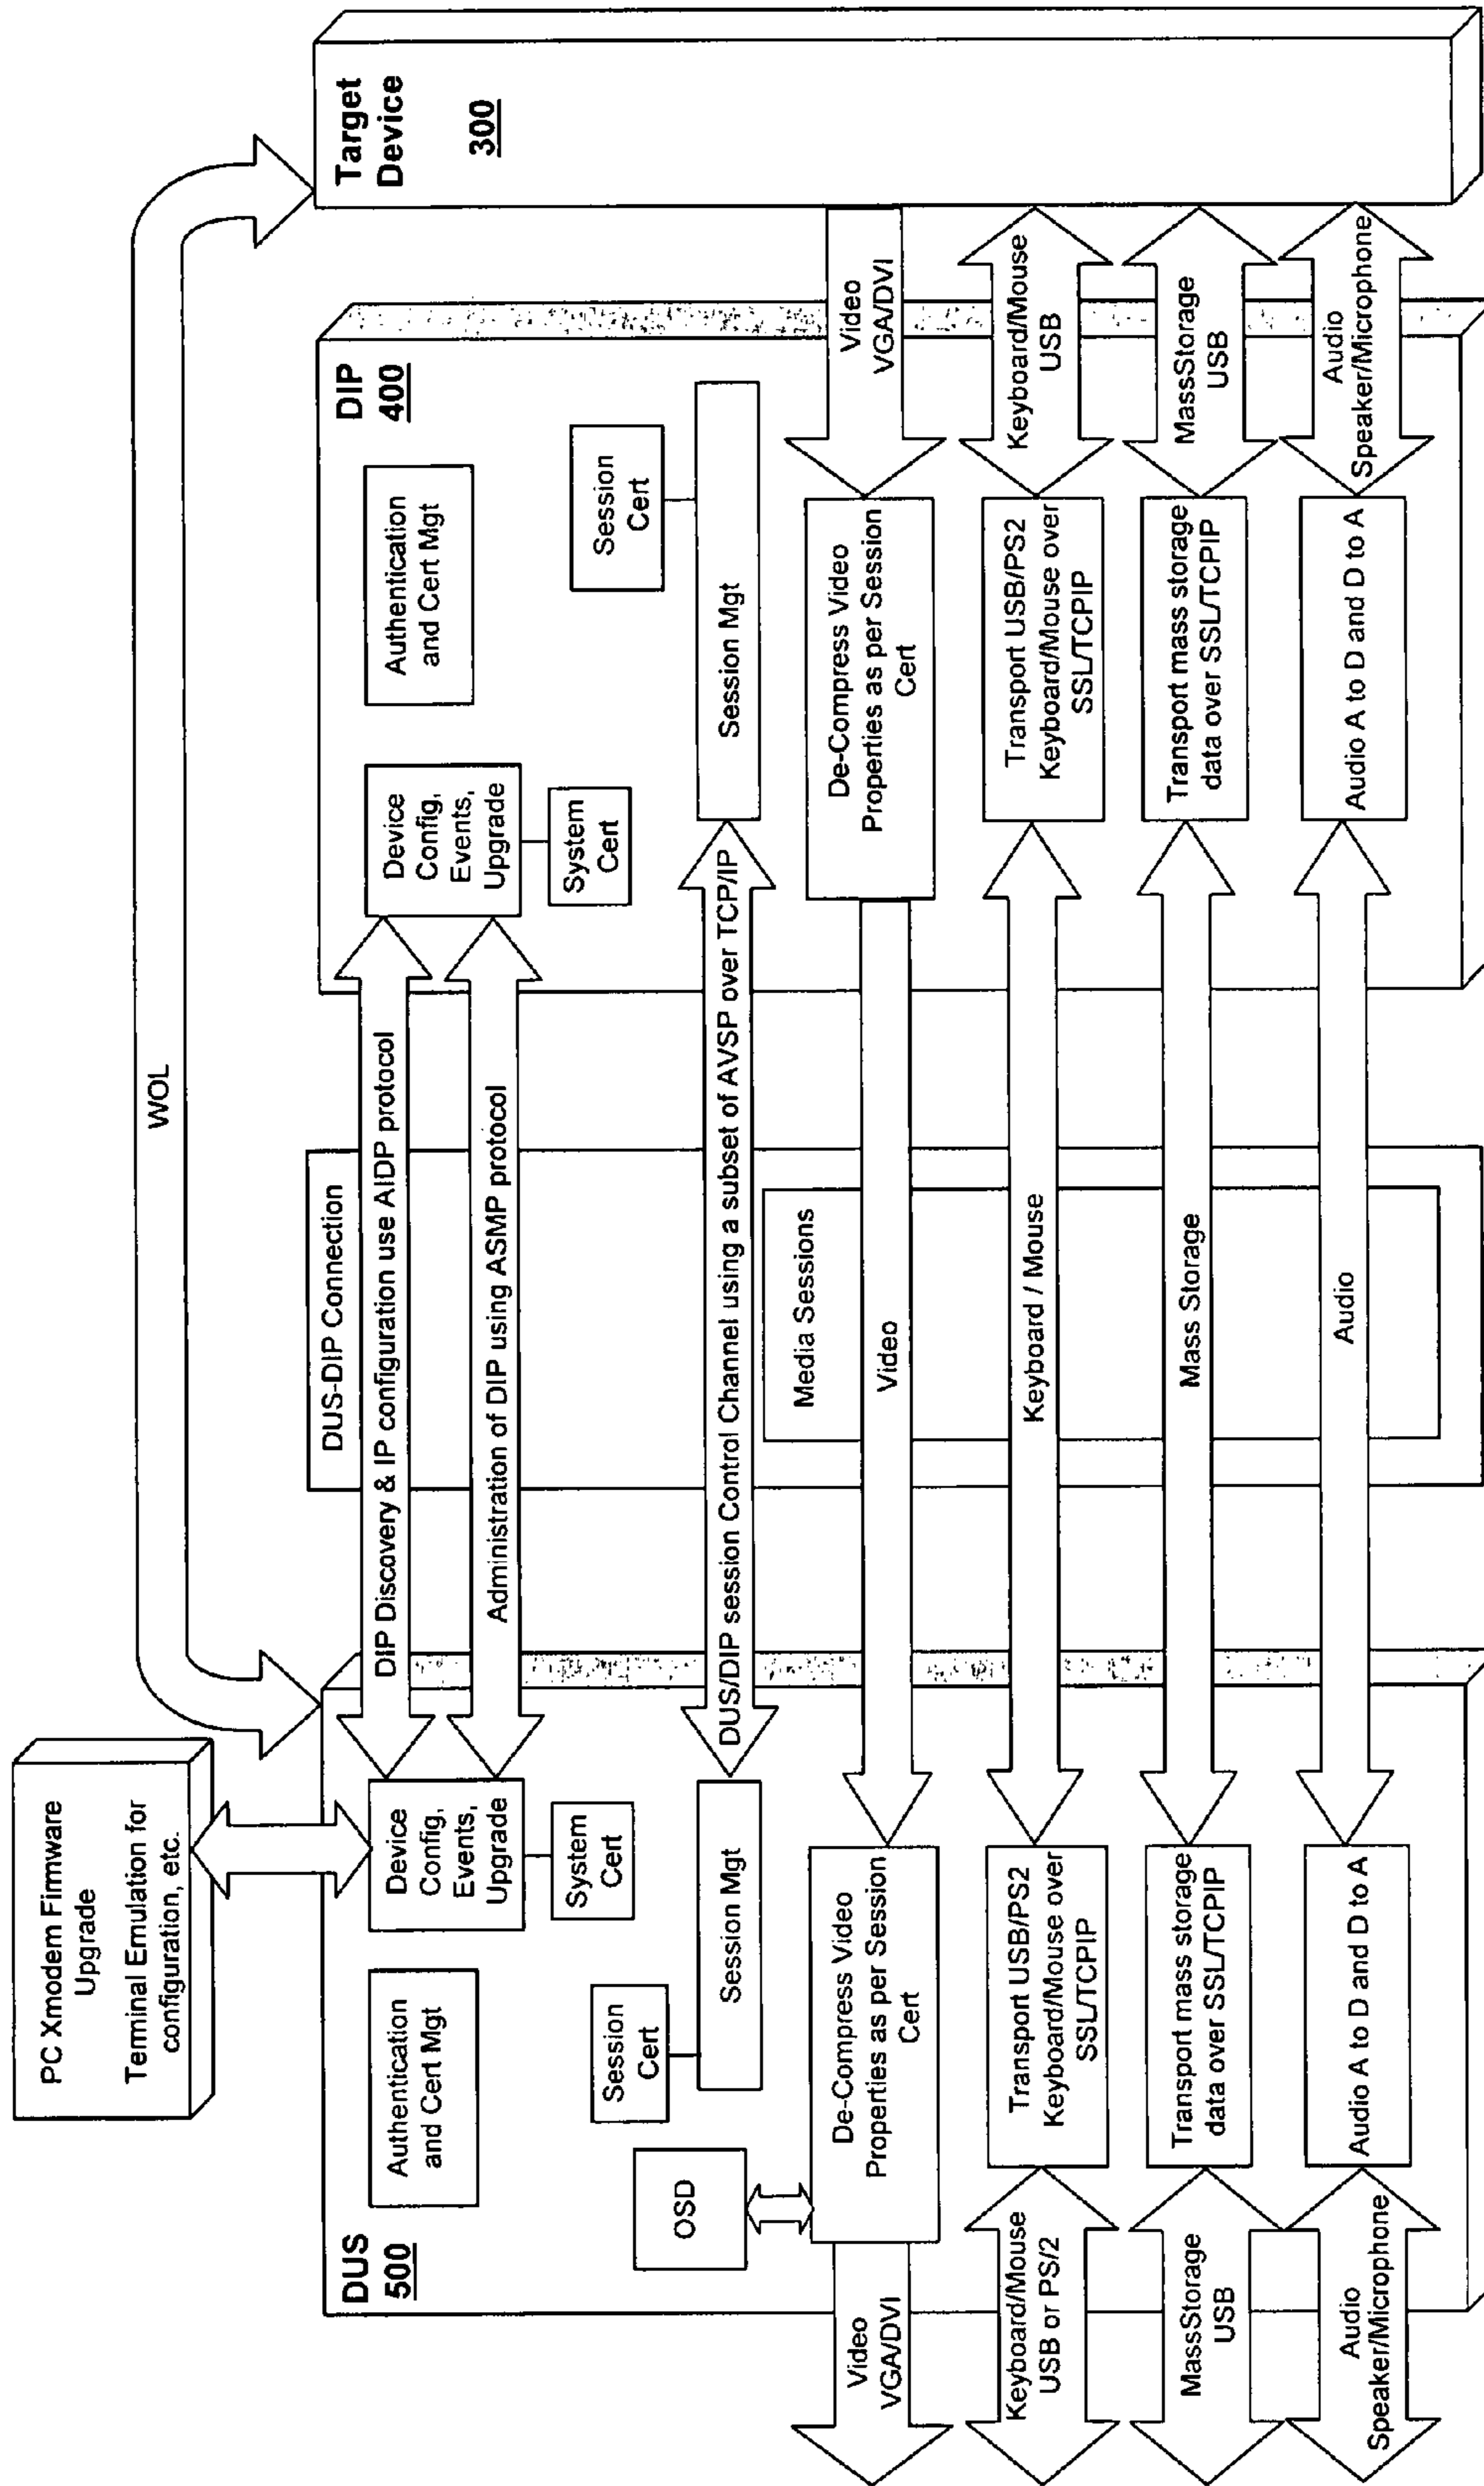 PC Xmodem Firmware
Upgrade
Terminal Emulation for
configuration, etc.
WOL
DUS
500
Authentication
and Cert Mgt
Device
Config,
Events,
Upgrade
System
Cert
OSD
Session
Cert
Session Mgt
De-Compress Video
Properties as per Session
Cert
Transport USB/PS2
Keyboard/Mouse over
SSL/TCPIP
Transport mass storage
data over SSL/TCPIP
Audio A to D and D to A
Video
VGA/DVI
Keyboard/Mouse
USB or PS/2
MassStorage
USB
Audio
Speaker/Microphone
DUS-DIP Connection
DIP Discovery & IP configuration use AIDP protocol
Administration of DIP using ASMP protocol
DUS/DIP session Control Channel using a subset of AVSP over TCP/IP
Media Sessions
Video
Keyboard / Mouse
Mass Storage
Audio
DIP
400
Device
Config,
Events,
Upgrade
System
Cert
Authentication
and Cert Mgt
Session
Cert
Session Mgt
De-Compress Video
Properties as per Session
Cert
Transport USB/PS2
Keyboard/Mouse over
SSL/TCPIP
Transport mass storage
data over SSL/TCPIP
Audio A to D and D to A
Video
VGA/DVI
Keyboard/Mouse
USB
MassStorage
USB
Audio
Speaker/Microphone
Target
Device
300